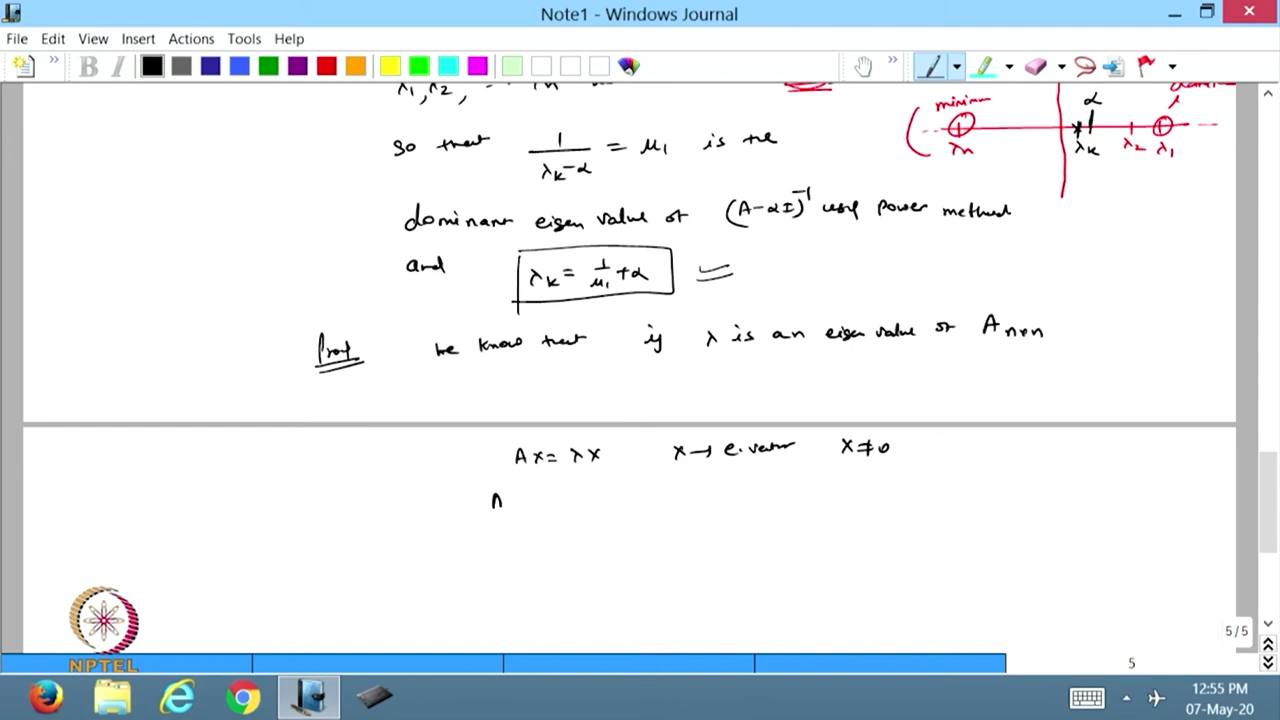 Note1 - Windows Journal
File Edit View Insert Actions Tools Help
λ1, λ2,
minimum
α
λn λk λ2 λ1
So that 1/(λk-α) = μ1 is the
dominant eigen value of (A-αI)^-1 using power method
and λk = 1/μ1 + α
Proof We know that if λ is an eigen value of Anxn
Ax = λx x → e. vector x ≠ 0
NPTEL
5/5
5
12:55 PM
07-May-20